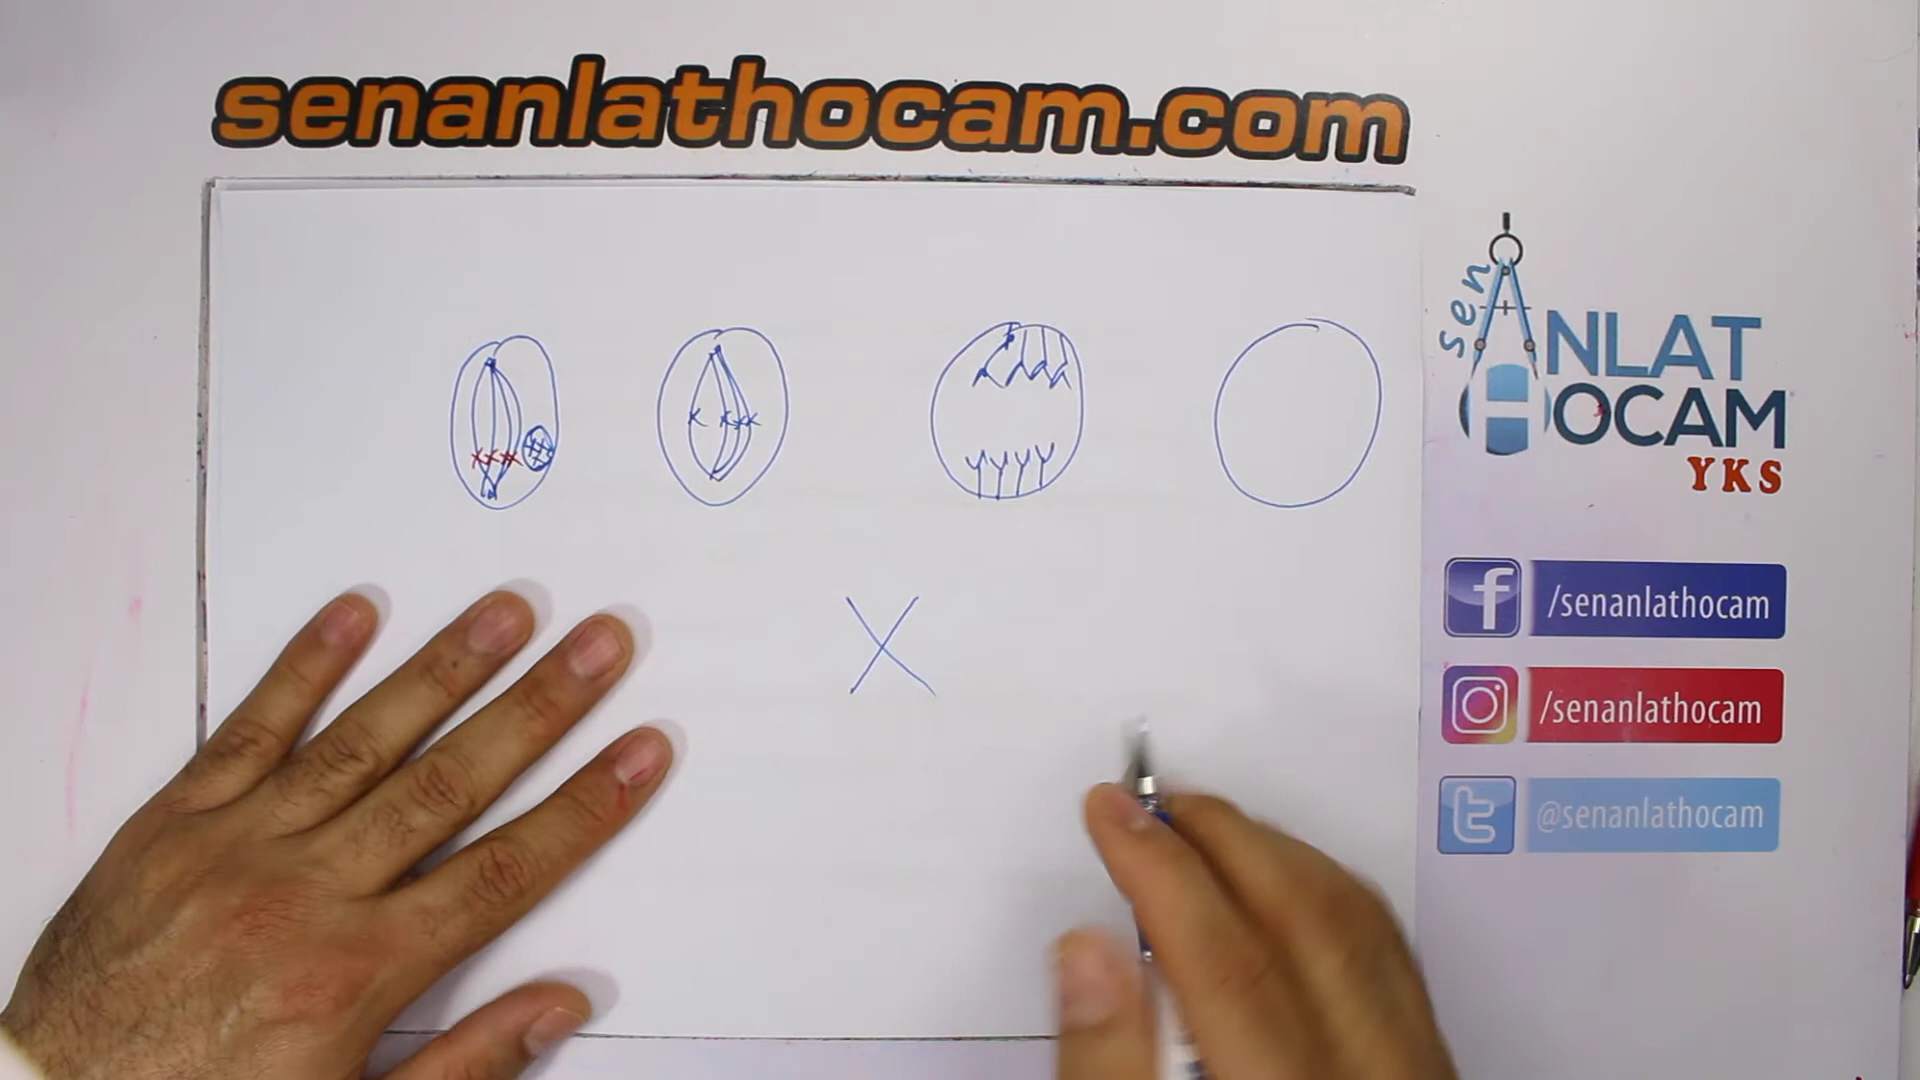 senanlathocam.com
sen
ANLAT
HOCAM
YKS
f /senanlathocam
/senanlathocam
t @senanlathocam